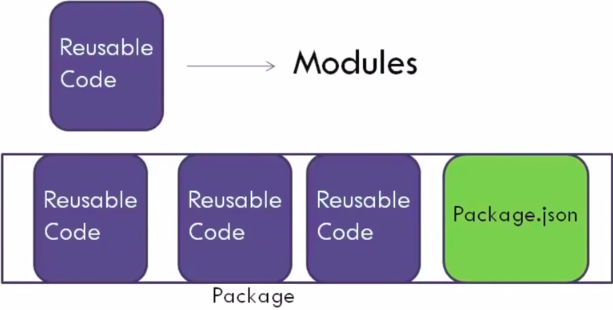 Reusable
Code
Modules
Reusable
Code
Reusable
Code
Reusable
Code
Package.json
Package